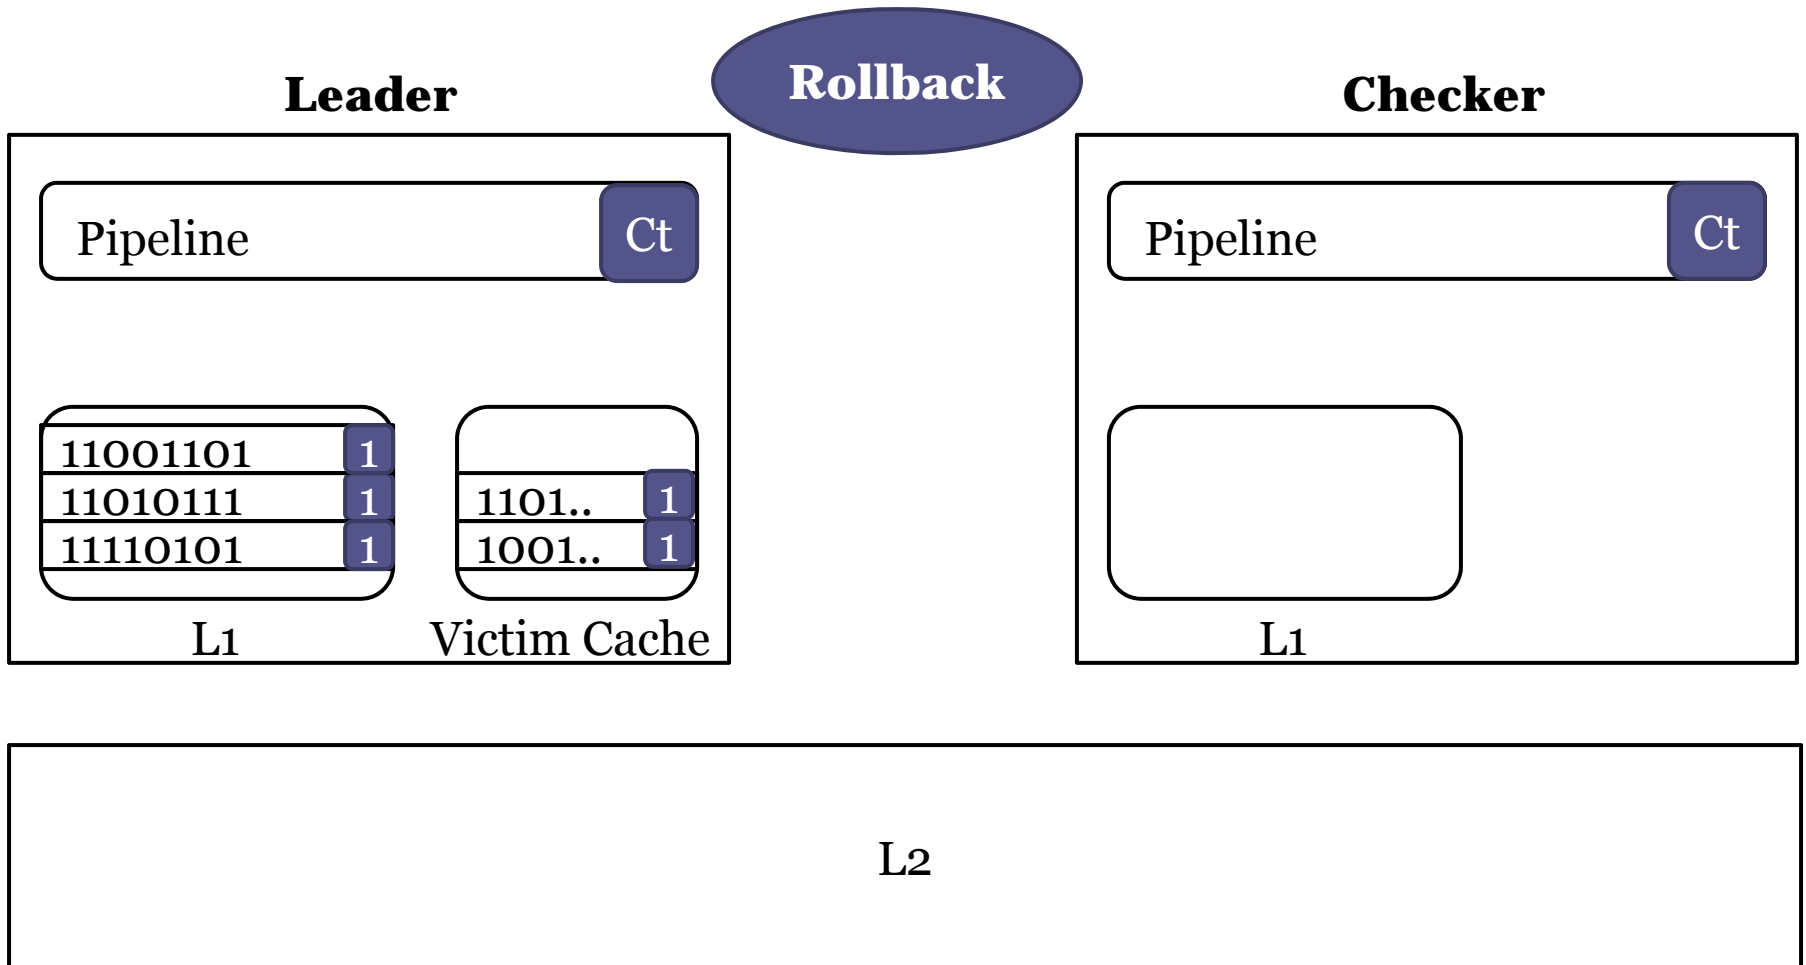 Rollback
Leader
Checker
Pipeline Ct
Pipeline Ct
11001101 1
11010111 1
11110101 1
1101.. 1
1001.. 1
L1
Victim Cache
L1
L2